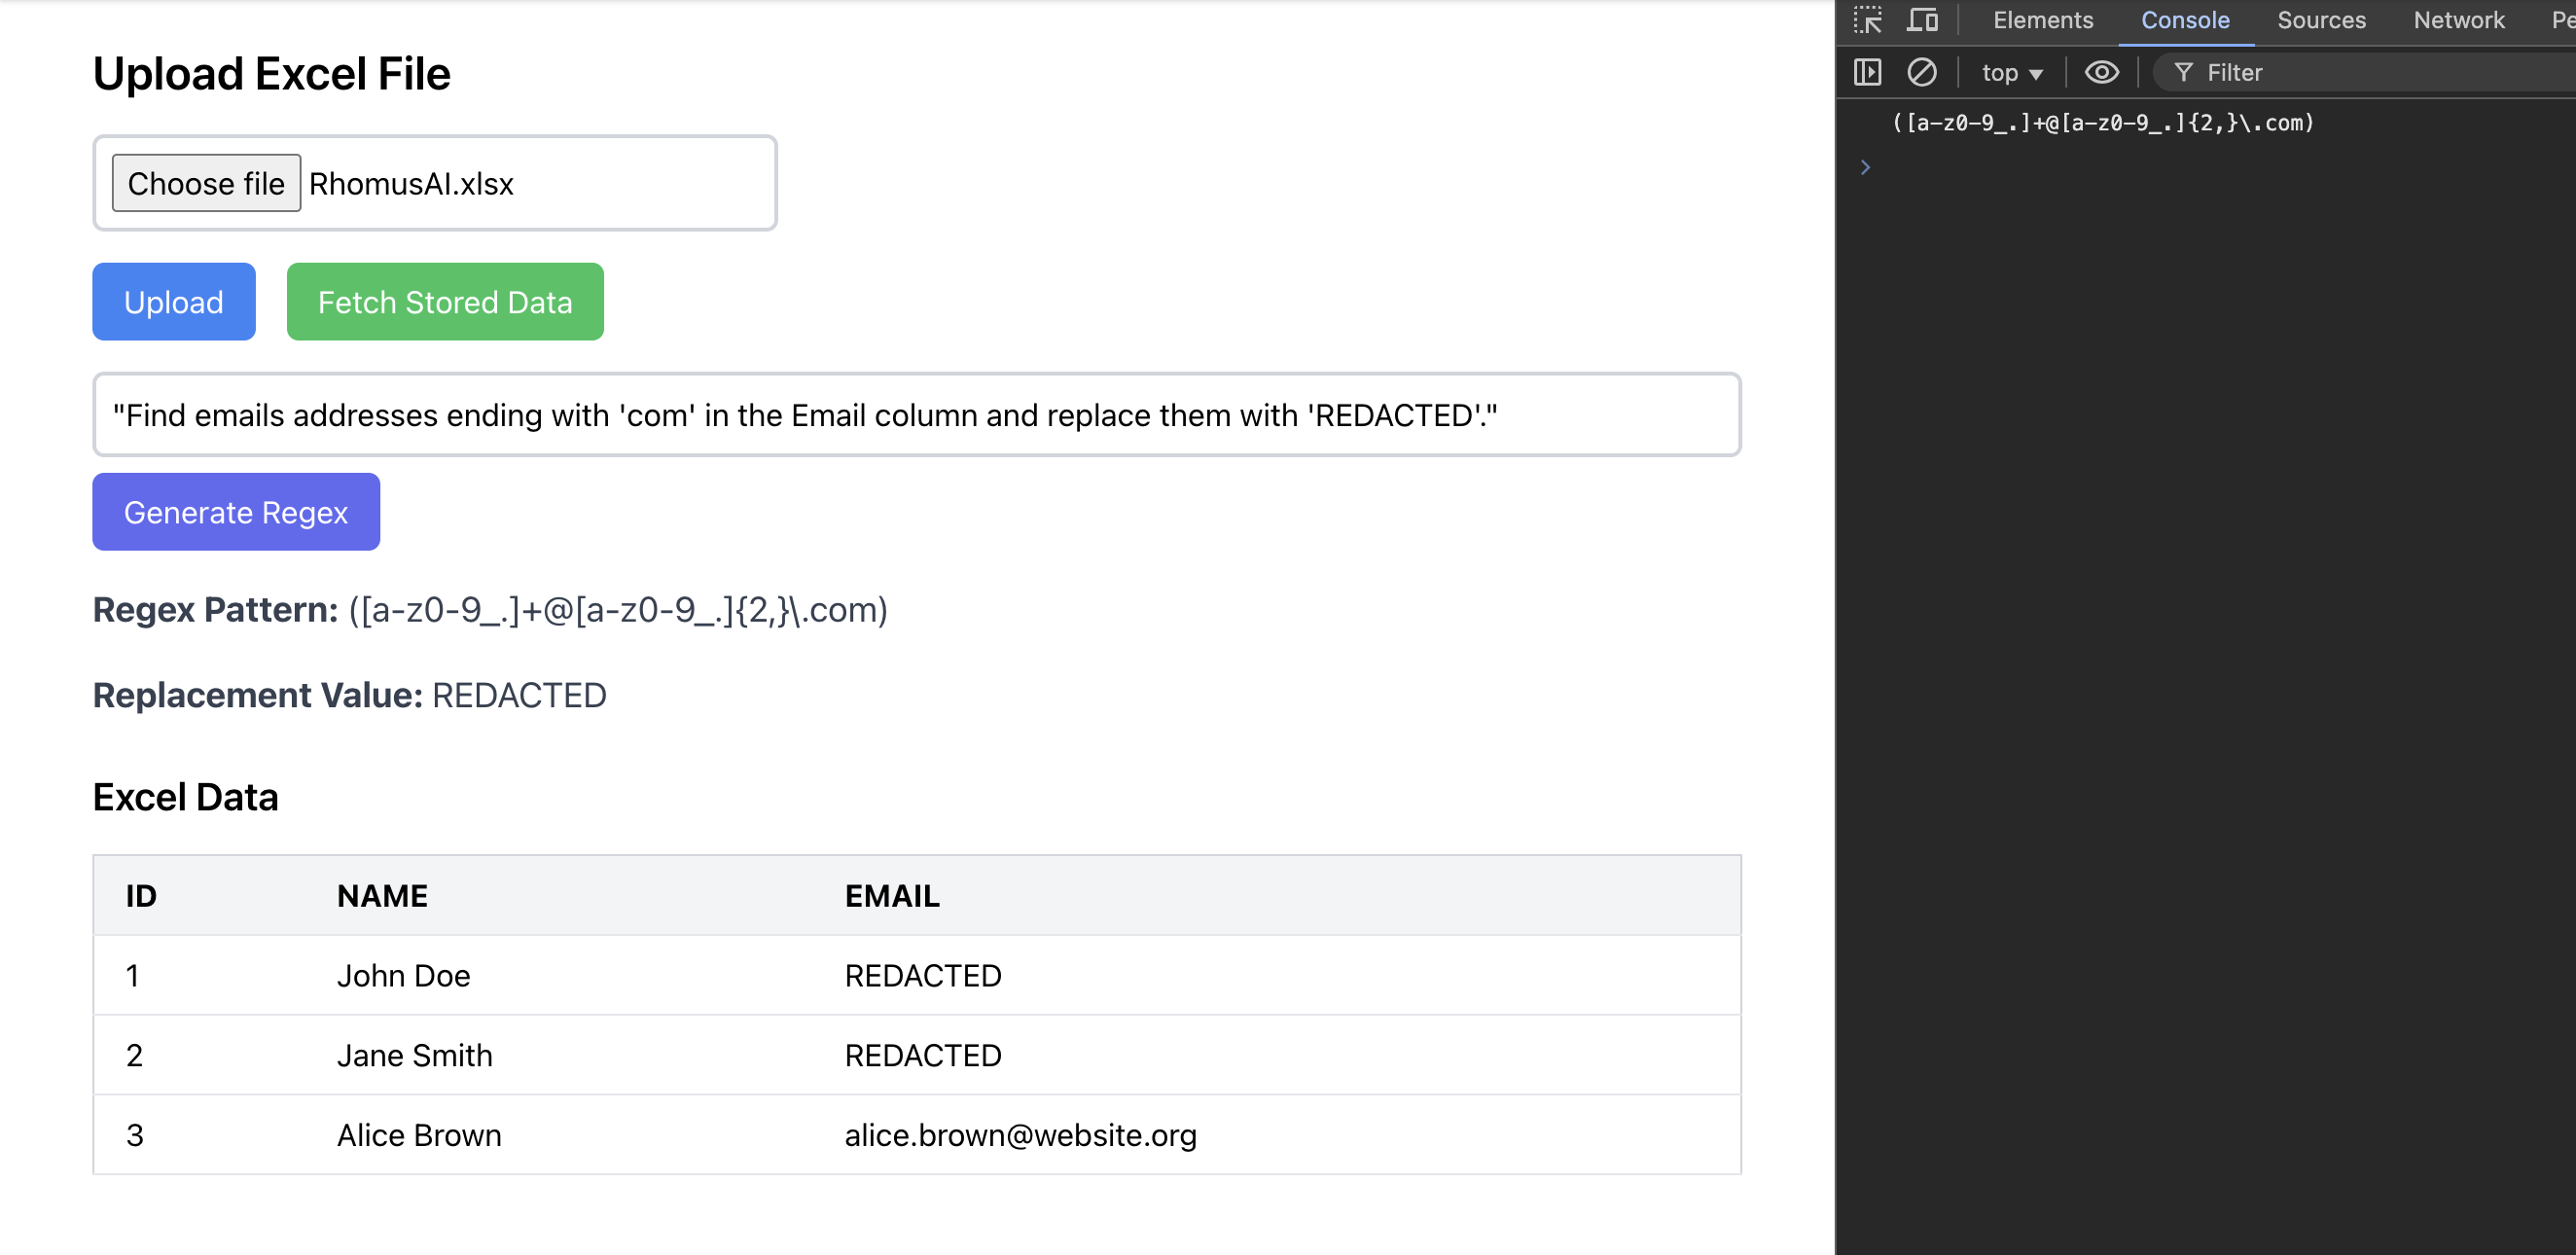 Upload Excel File
Choose file RhomusAI.xlsx
Upload Fetch Stored Data
"Find emails addresses ending with 'com' in the Email column and replace them with 'REDACTED'."
Generate Regex
Regex Pattern: ([a-z0-9_.]+@[a-z0-9_.]{2,}\.com)
Replacement Value: REDACTED
Excel Data
ID NAME EMAIL
1 John Doe REDACTED
2 Jane Smith REDACTED
3 Alice Brown alice.brown@website.org
Elements Console Sources Network
top Filter
([a-z0-9_.]+@[a-z0-9_.]{2,}\.com)